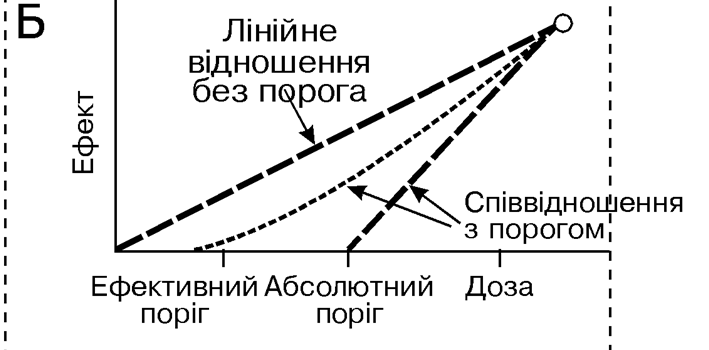 Б
Лінійне
відношення
без порога
Ефект
Співвідношення
з порогом
Ефективний
поріг
Абсолютний
поріг
Доза